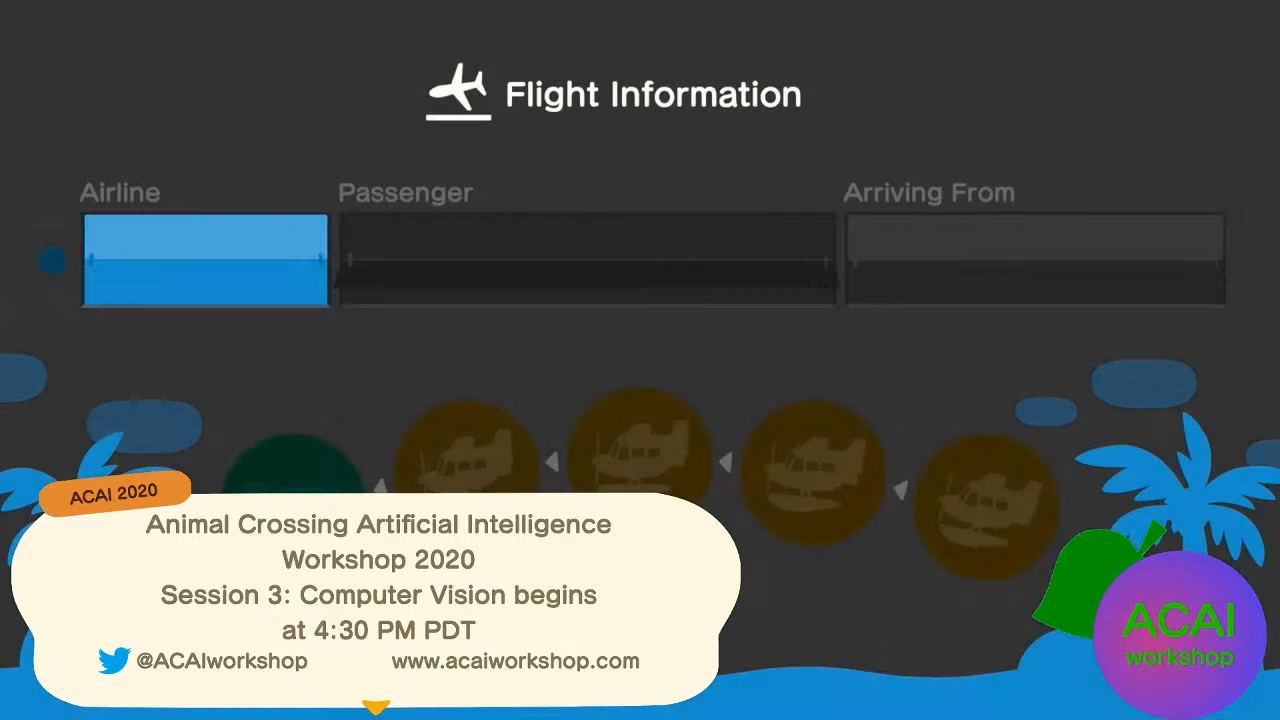 Flight Information
Airline Passenger Arriving From
ACAI 2020
Animal Crossing Artificial Intelligence
Workshop 2020
Session 3: Computer Vision begins
at 4:30 PM PDT
@ACAIworkshop www.acaiworkshop.com
ACAI
workshop